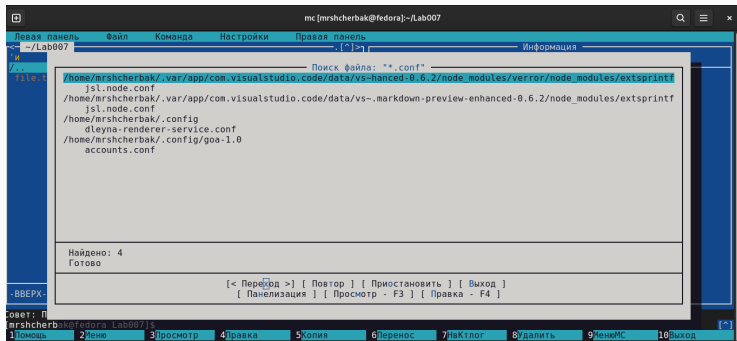 mc [mrshcherbak@fedora]:~/Lab007
Левая панель Файл Команда Настройки Правая панель
<- ~/Lab007 .[^]> Информация
'и
/..
file.t
Поиск файла: "*.conf"
/home/mrshcherbak/.var/app/com.visualstudio.code/data/vs~hanced-0.6.2/node_modules/verror/node_modules/extsprintf
jsl.node.conf
/home/mrshcherbak/.var/app/com.visualstudio.code/data/vs~.markdown-preview-enhanced-0.6.2/node_modules/extsprintf
jsl.node.conf
/home/mrshcherbak/.config
dleyna-renderer-service.conf
/home/mrshcherbak/.config/goa-1.0
accounts.conf
Найдено: 4
Готово
[< Переход >] [ Повтор ] [ Приостановить ] [ Выход ]
[ Панелизация ] [ Просмотр - F3 ] [ Правка - F4 ]
-ВВЕРХ-
Совет: П
[mrshcherbak@fedora Lab007]$ [^]
1Помощь 2Меню 3Просмотр 4Правка 5Копия 6Перенос 7НвКтлог 8Удалить 9МенюМС 10Выход